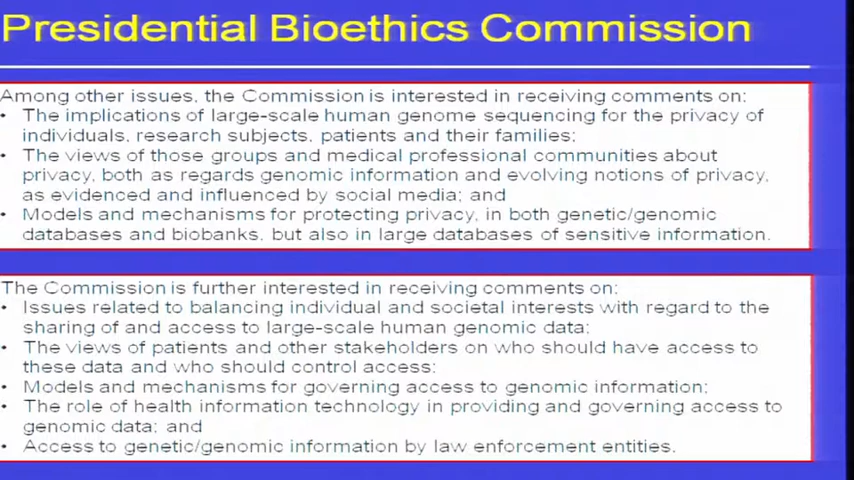 Presidential Bioethics Commission
Among other issues, the Commission is interested in receiving comments on:
• The implications of large-scale human genome sequencing for the privacy of
individuals, research subjects, patients and their families;
• The views of those groups and medical professional communities about
privacy, both as regards genomic information and evolving notions of privacy,
as evidenced and influenced by social media; and
• Models and mechanisms for protecting privacy, in both genetic/genomic
databases and biobanks, but also in large databases of sensitive information.
The Commission is further interested in receiving comments on:
• Issues related to balancing individual and societal interests with regard to the
sharing of and access to large-scale human genomic data;
• The views of patients and other stakeholders on who should have access to
these data and who should control access;
• Models and mechanisms for governing access to genomic information;
• The role of health information technology in providing and governing access to
genomic data; and
• Access to genetic/genomic information by law enforcement entities.